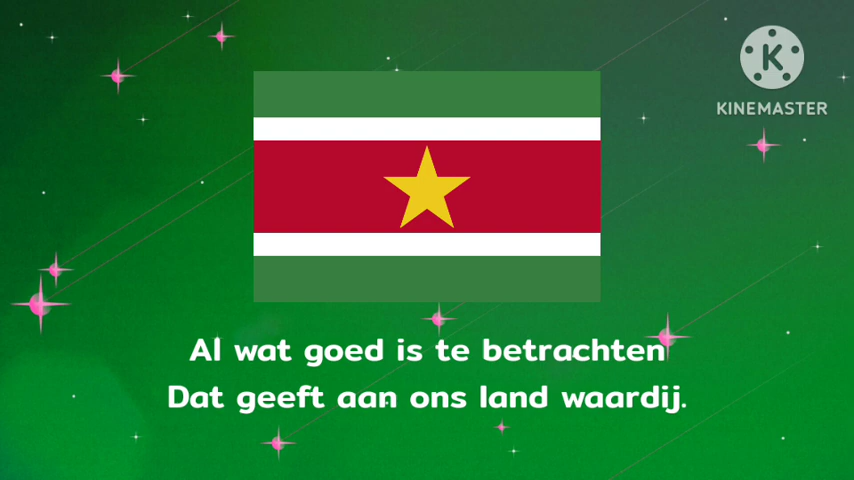 KINEMASTER
Al wat goed is te betrachten
Dat geeft aan ons land waardij.